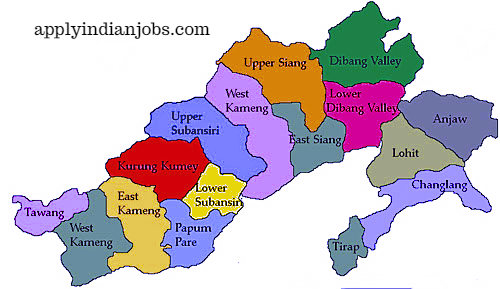 applyindianjobs.com
Dibang Valley
Upper Siang
West
Kameng
Lower
Dibang Valley
Anjaw
Upper
Subansiri
East Siang
Lohit
Kurung Kumey
Changlang
Lower
Subansiri
East
Kameng
Tawang
West
Kameng
Papum
Pare
Tirap